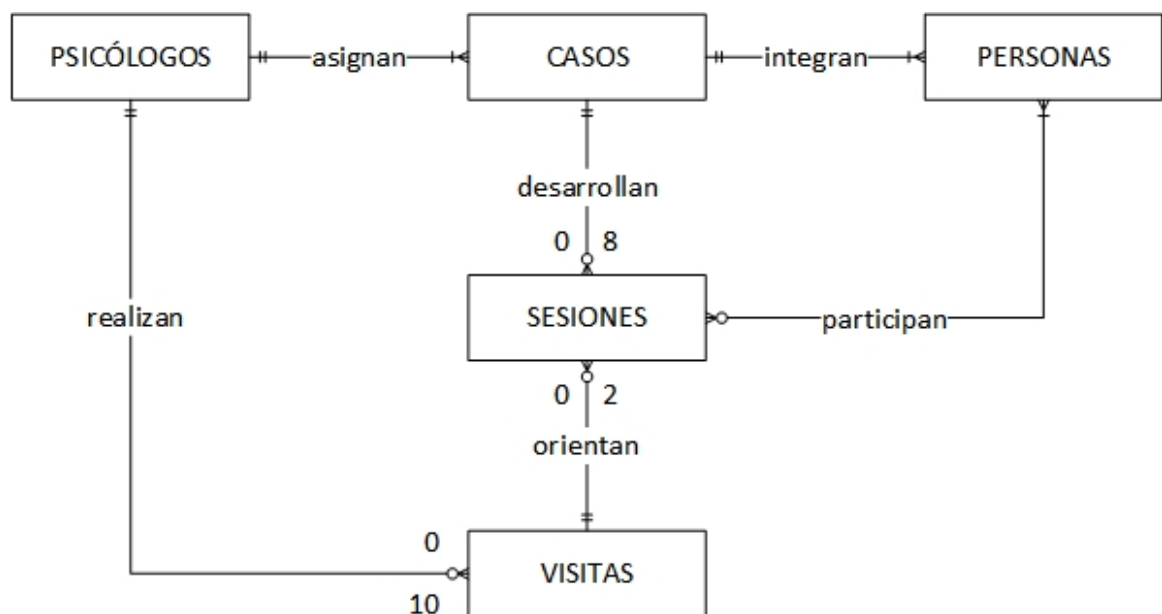 PSICÓLOGOS asignan CASOS integran PERSONAS
desarrollan
0 8
realizan SESIONES participan
0 2
orientan
0
VISITAS
10